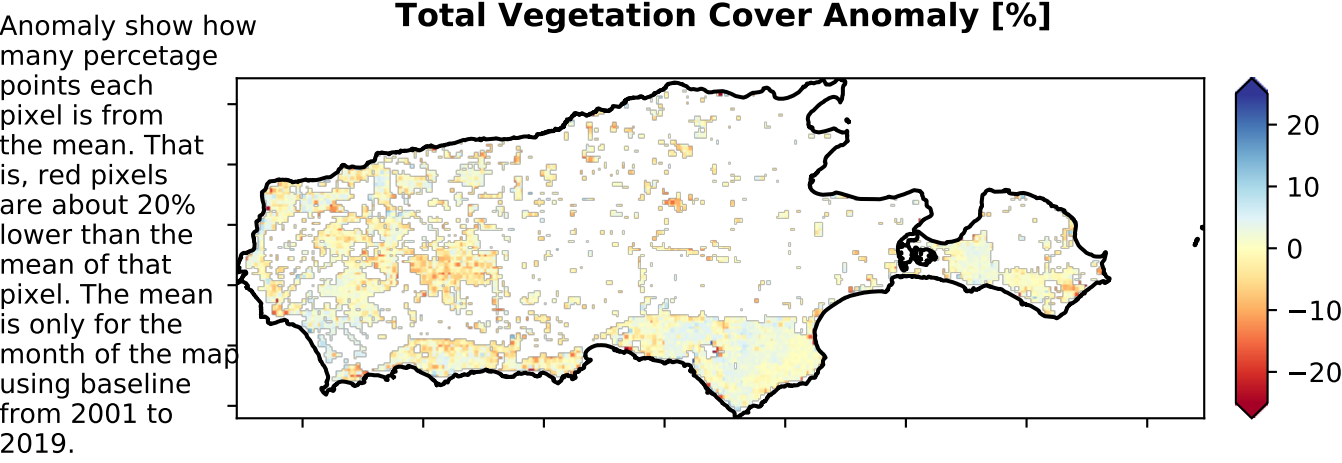 Total Vegetation Cover Anomaly [%]
Anomaly show how
many percetage
points each
pixel is from
the mean. That
is, red pixels
are about 20%
lower than the
mean of that
pixel. The mean
is only for the
month of the map
using baseline
from 2001 to
2019.
20
10
0
−10
−20